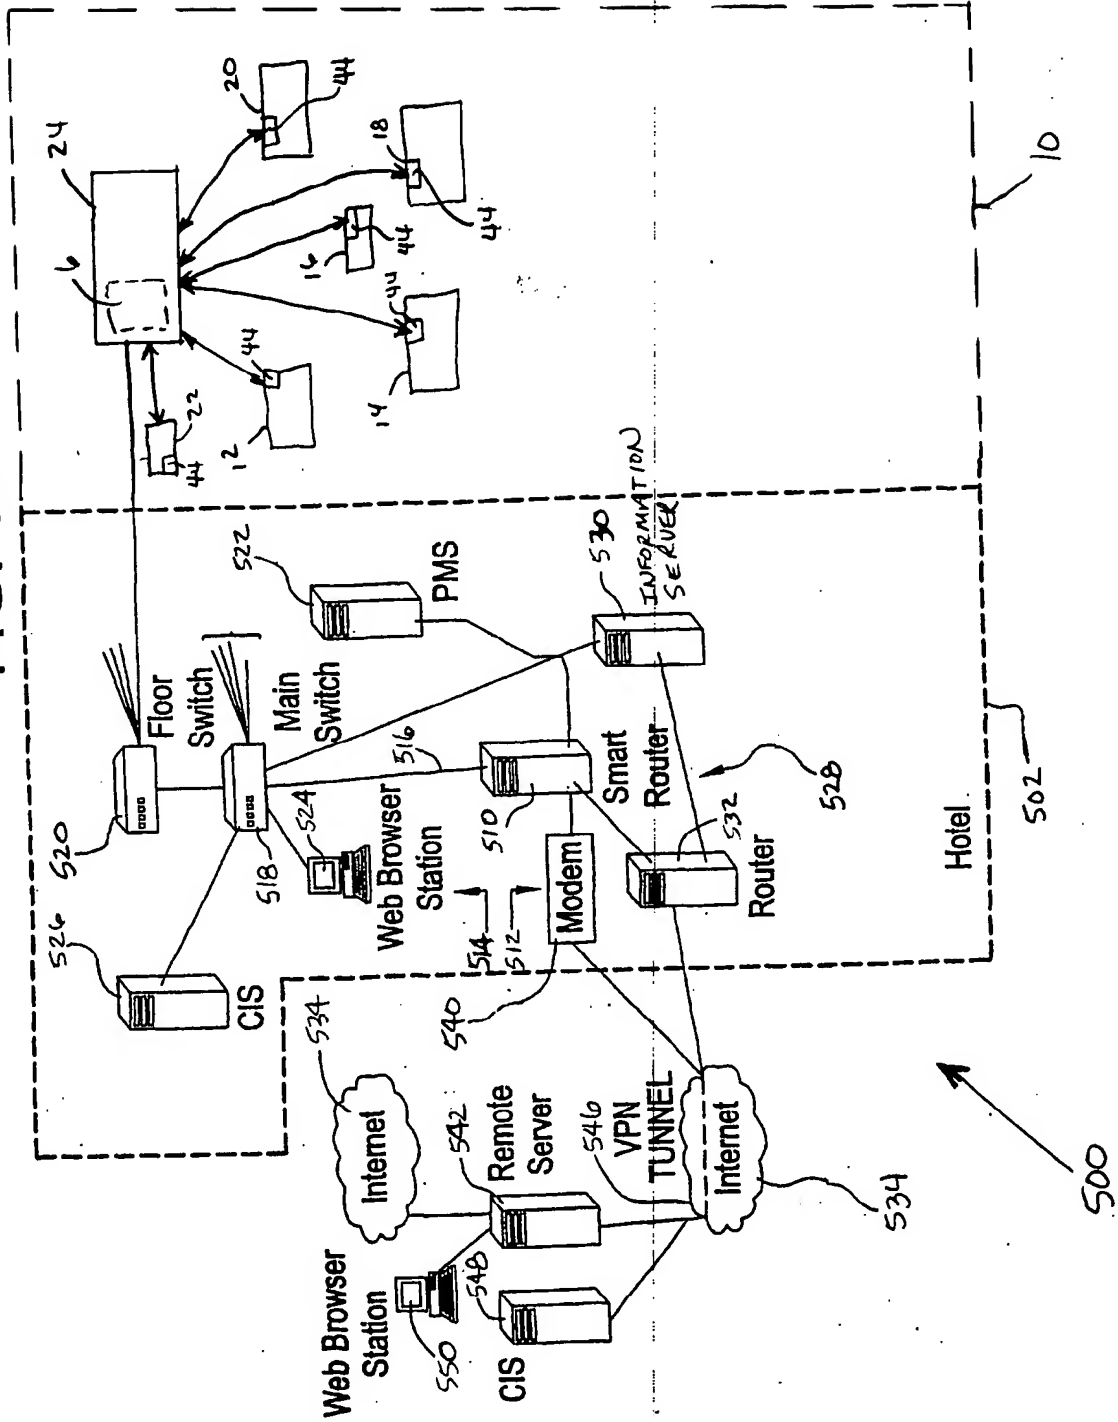 24
6
20
44
18
44
16
44
14
44
12
44
22
44
10
522
PMS
530
INFORMATION
SERVER
Floor
Switch
520
Main
Switch
518
516
524
Web Browser
Station
526
CIS
510
Smart
Router
528
532
Router
514
512
Modem
540
Hotel
502
534
Internet
542
Remote
Server
546
VPN
TUNNEL
Internet
534
Web Browser
Station
550
548
CIS
500